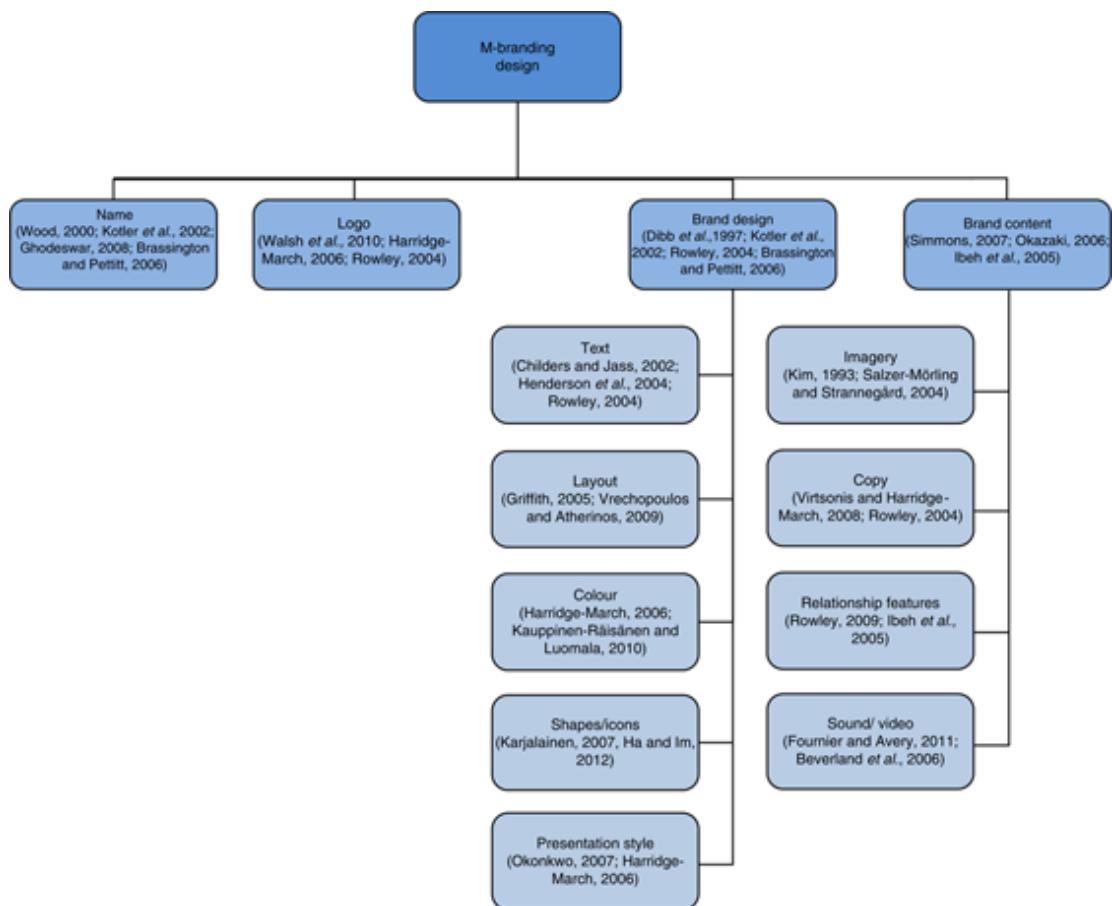 M-branding
design
Name
(Wood, 2000; Kotler et al., 2002;
Ghodeswar, 2008; Brassington
and Pettitt, 2006)
Logo
(Walsh et al., 2010; Harridge-
March, 2006; Rowley, 2004)
Brand design
(Dibb et al.,1997; Kotler et al.,
2002; Rowley, 2004; Brassington
and Pettitt, 2006)
Brand content
(Simmons, 2007; Okazaki, 2006;
Ibeh et al., 2005)
Text
(Childers and Jass, 2002;
Henderson et al., 2004;
Rowley, 2004)
Layout
(Griffith, 2005; Vrechopoulos
and Atherinos, 2009)
Colour
(Harridge-March, 2006;
Kauppinen-Räisänen and
Luomala, 2010)
Shapes/icons
(Karjalainen, 2007, Ha and Im,
2012)
Presentation style
(Okonkwo, 2007; Harridge-
March, 2006)
Imagery
(Kim, 1993; Salzer-Mörling
and Strannegård, 2004)
Copy
(Virtsonis and Harridge-
March, 2008; Rowley, 2004)
Relationship features
(Rowley, 2009; Ibeh et al.,
2005)
Sound/ video
(Fournier and Avery, 2011;
Beverland et al., 2006)